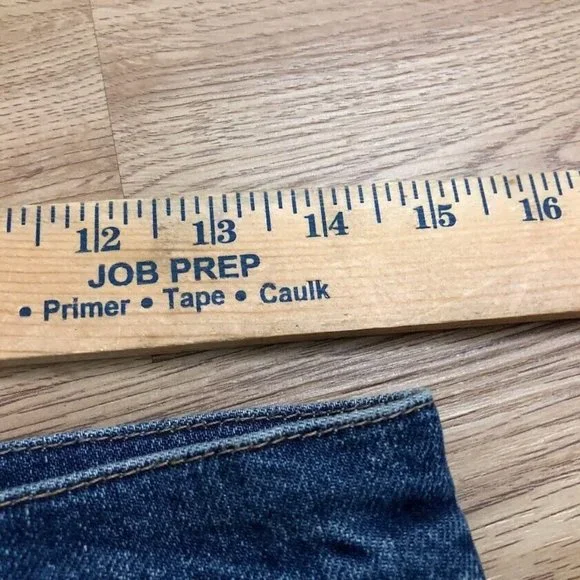 12 13 14 15 16
JOB PREP
• Primer • Tape • Caulk